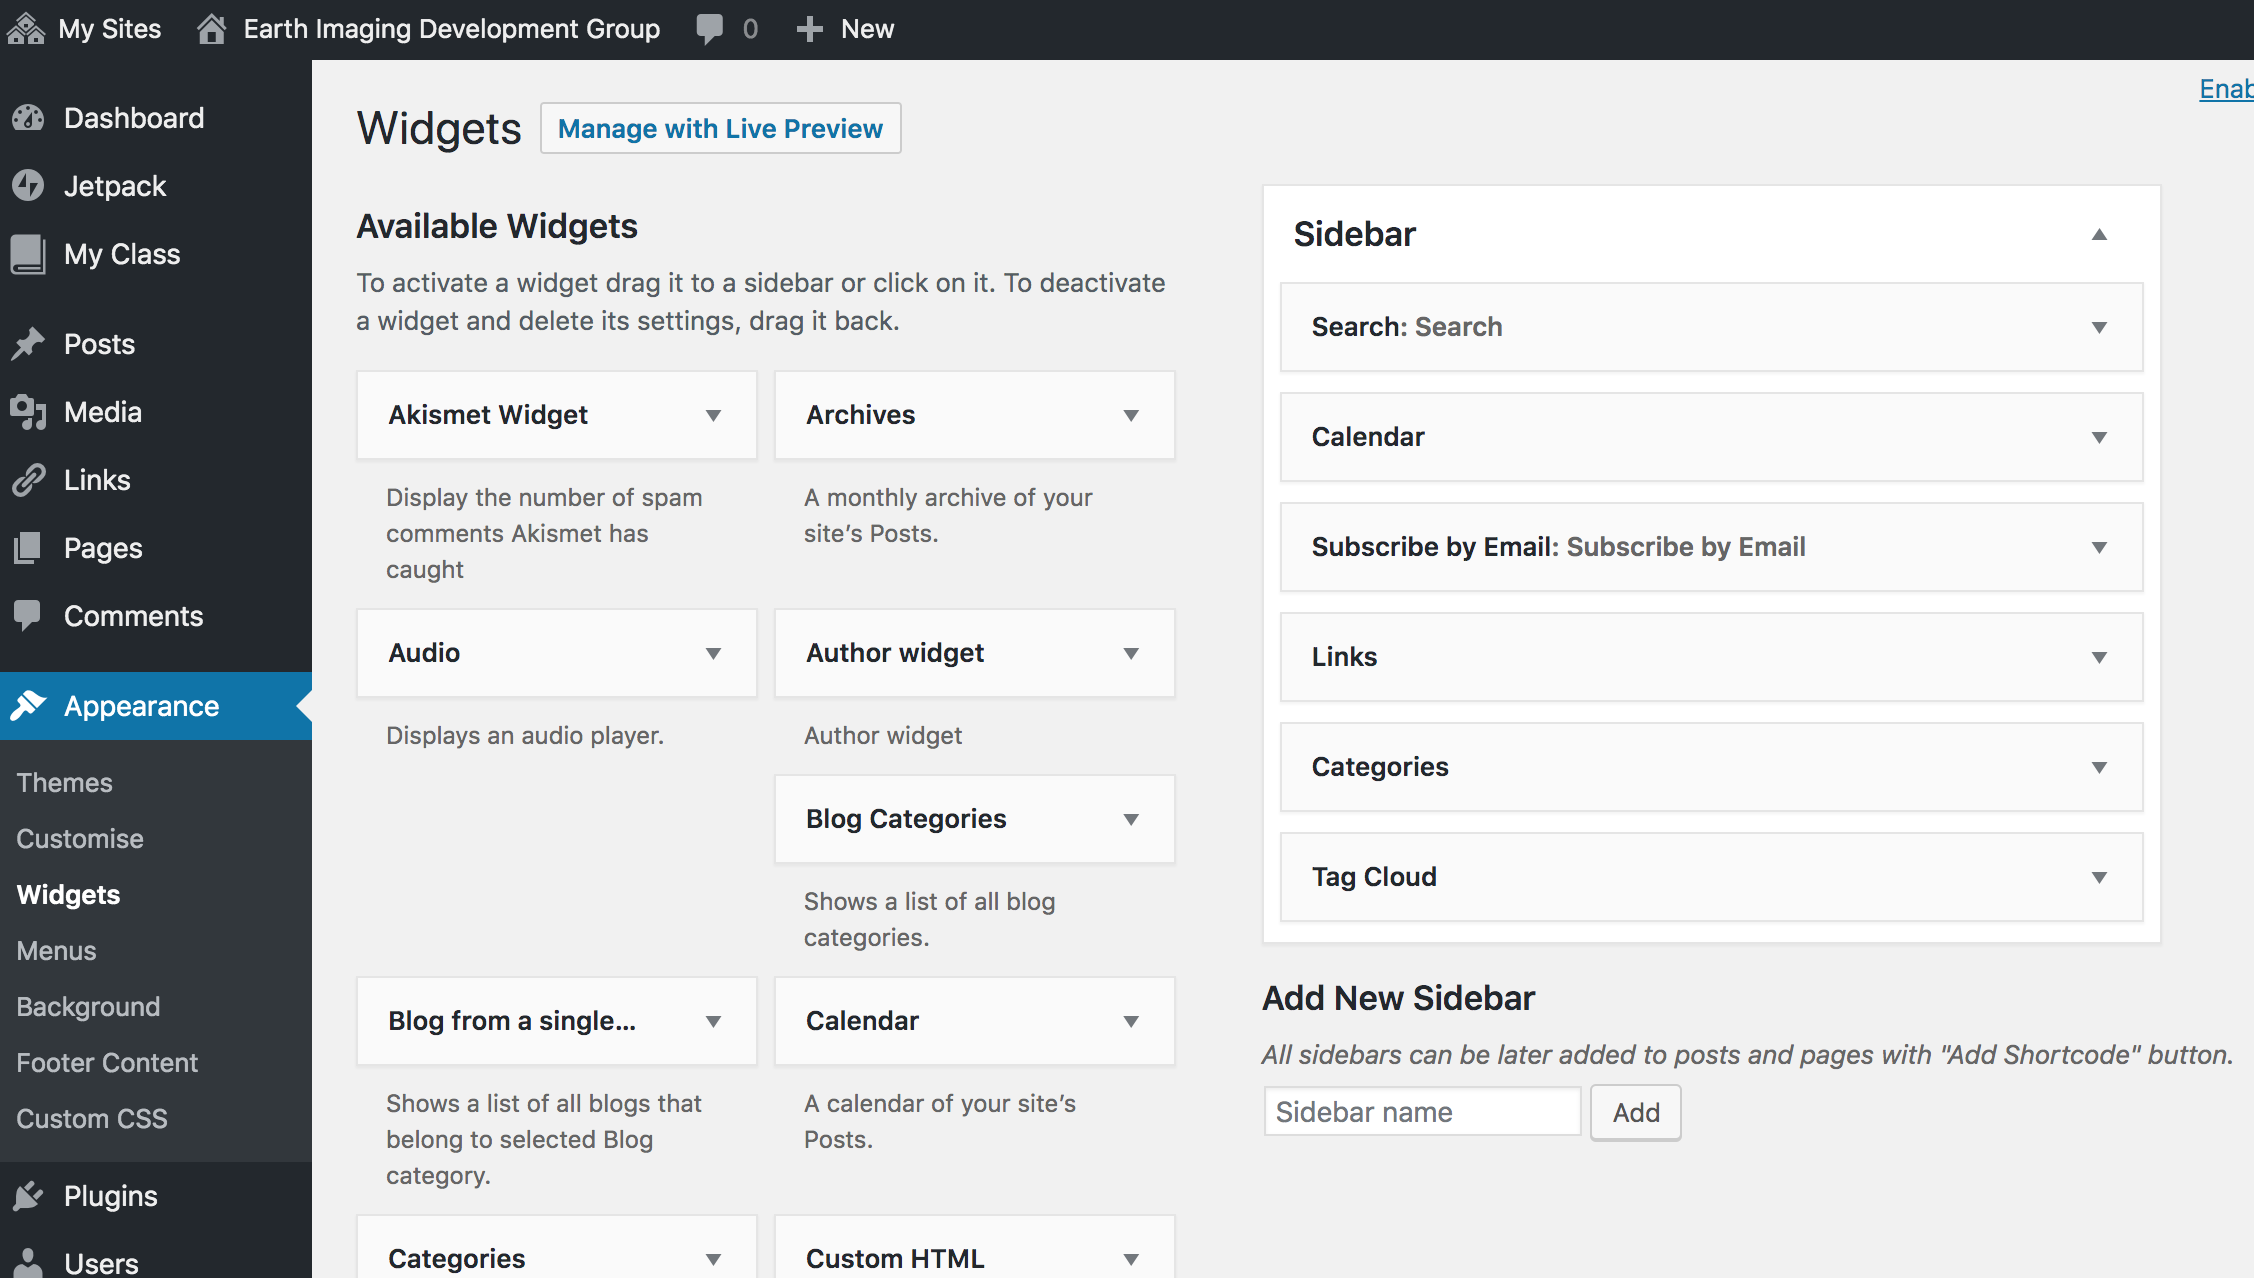 My Sites
Earth Imaging Development Group
0
New
Dashboard
Jetpack
My Class
Posts
Media
Links
Pages
Comments
Appearance
Themes
Customise
Widgets
Menus
Background
Footer Content
Custom CSS
Plugins
Users
Enab
Widgets
Manage with Live Preview
Available Widgets
To activate a widget drag it to a sidebar or click on it. To deactivate
a widget and delete its settings, drag it back.
Akismet Widget
Display the number of spam
comments Akismet has
caught
Archives
A monthly archive of your
site’s Posts.
Audio
Displays an audio player.
Author widget
Author widget
Blog Categories
Shows a list of all blog
categories.
Blog from a single...
Shows a list of all blogs that
belong to selected Blog
category.
Calendar
A calendar of your site’s
Posts.
Categories
Custom HTML
Sidebar
Search: Search
Calendar
Subscribe by Email: Subscribe by Email
Links
Categories
Tag Cloud
Add New Sidebar
All sidebars can be later added to posts and pages with "Add Shortcode" button.
Sidebar name
Add